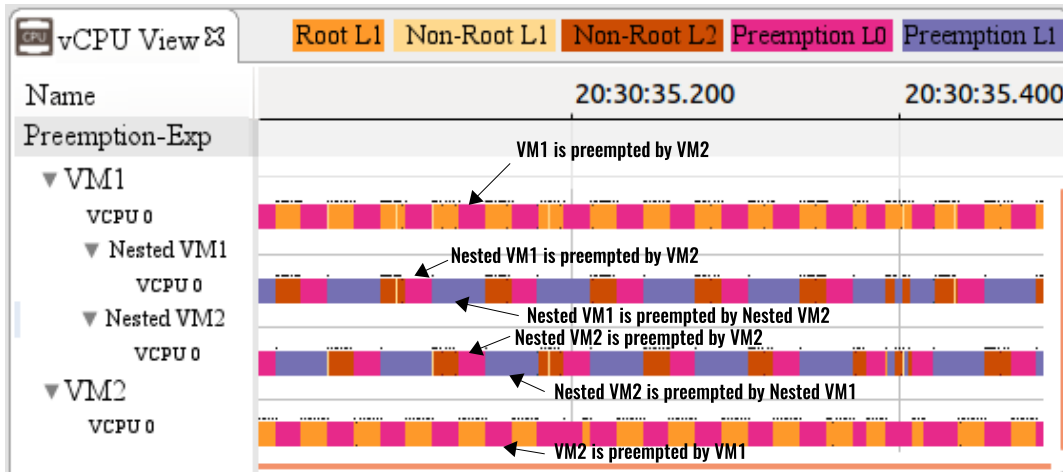 CPU vCPU View Root L1 Non-Root L1 Non-Root L2 Preemption L0 Preemption L1
Name 20:30:35.200 20:30:35.400
Preemption-Exp
VM1 is preempted by VM2
VM1
VCPU 0
Nested VM1
Nested VM1 is preempted by VM2
VCPU 0
Nested VM1 is preempted by Nested VM2
Nested VM2
Nested VM2 is preempted by VM2
VCPU 0
Nested VM2 is preempted by Nested VM1
VM2
VCPU 0
VM2 is preempted by VM1